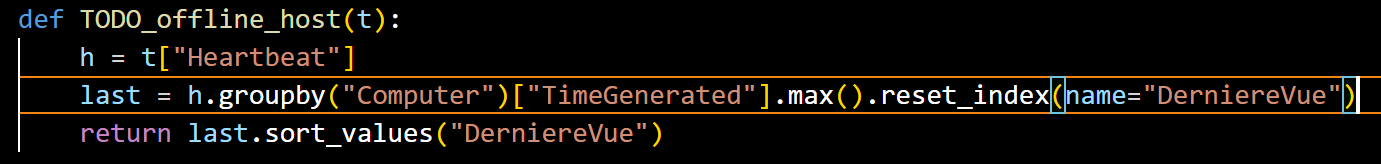 def TODO_offline_host(t):
    h = t["Heartbeat"]
    last = h.groupby("Computer")["TimeGenerated"].max().reset_index(name="DerniereVue")
    return last.sort_values("DerniereVue")